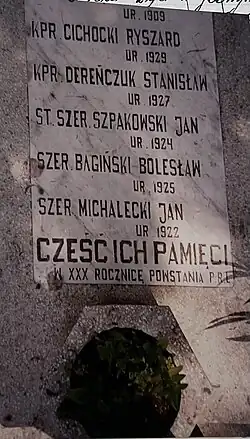 UR. 1909
KPR. CICHOCKI RYSZARD
UR. 1929
KPR. DEREŃCZUK STANISŁAW
UR. 1927
ST. SZER. SZPAKOWSKI JAN
UR. 1924
SZER. BAGIŃSKI BOLESŁAW
UR. 1925
SZER. MICHALECKI JAN
UR 1922
CZEŚĆ ICH PAMIĘCI
W XXX ROCZNICĘ POWSTANIA P.R.L